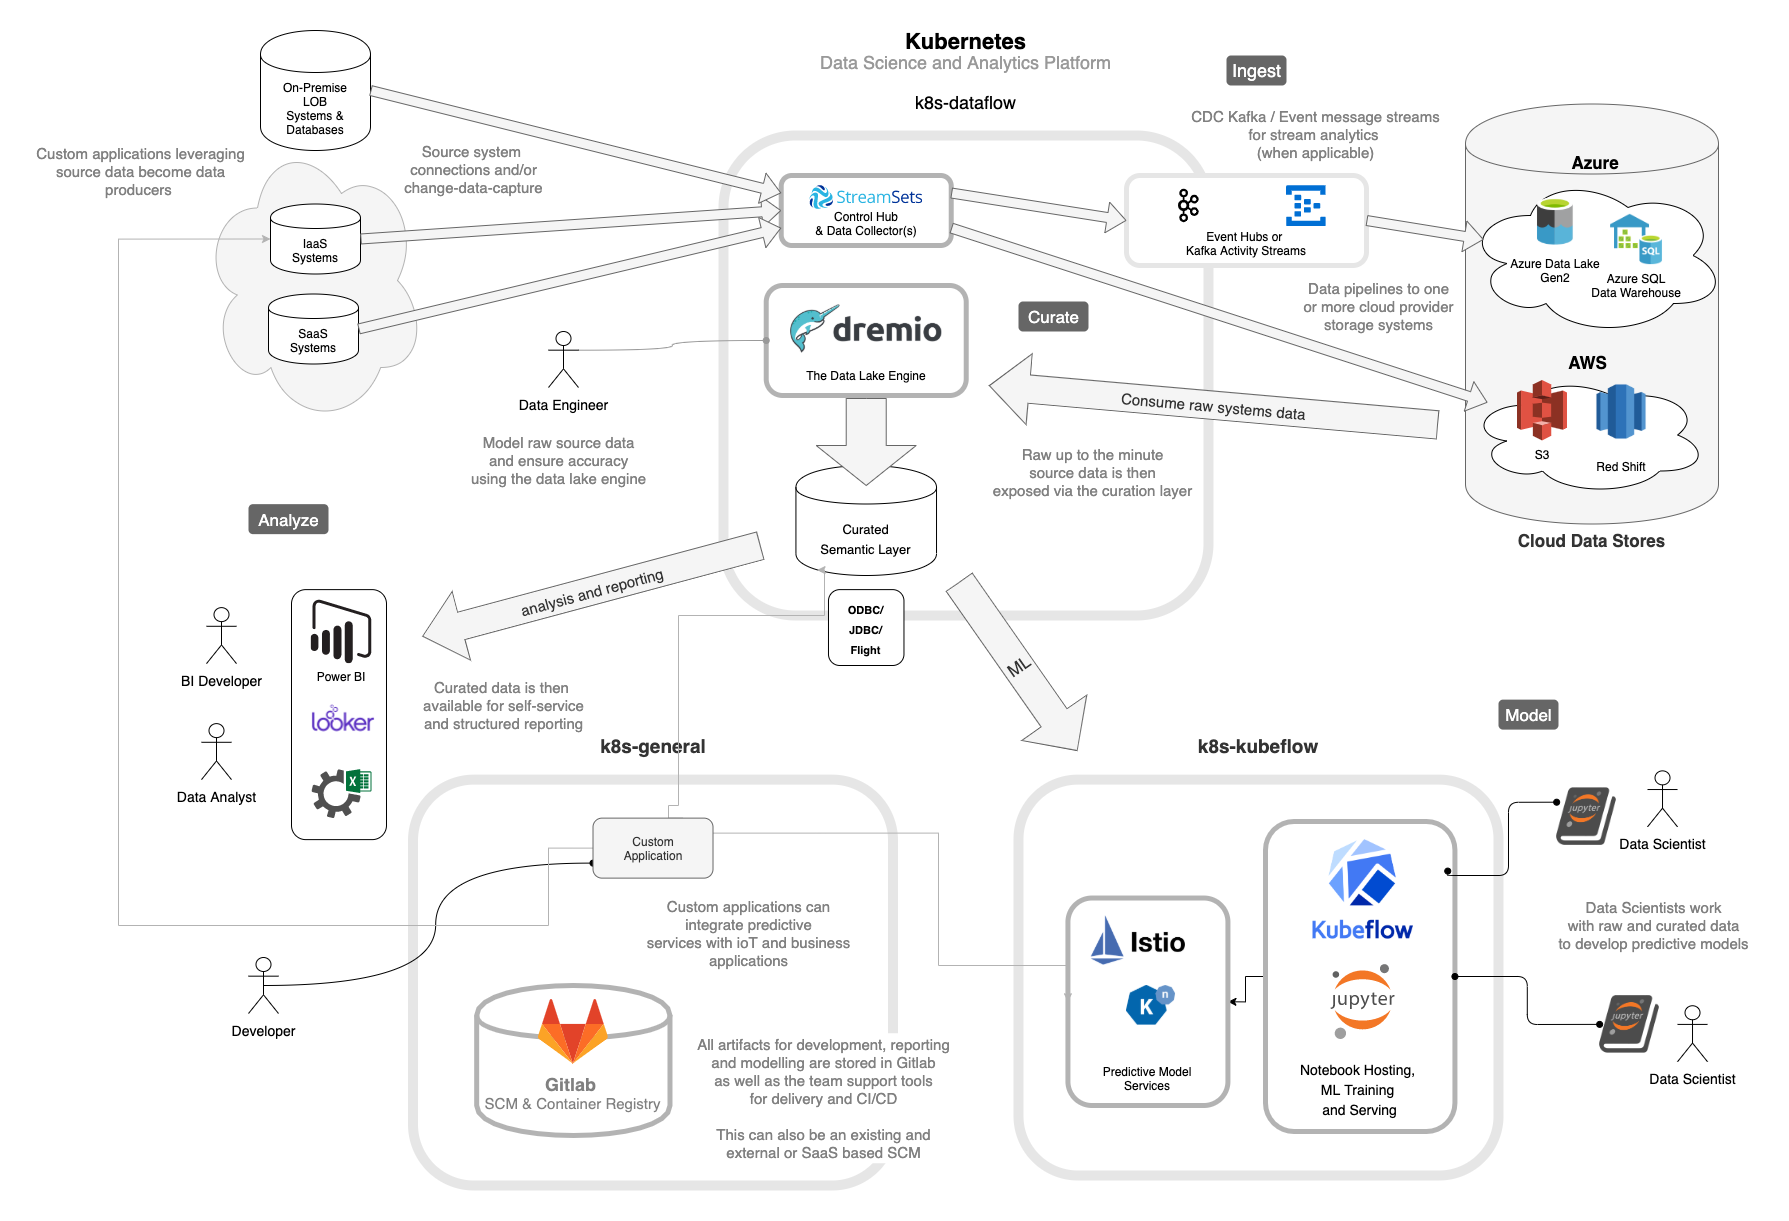 Kubernetes
Data Science and Analytics Platform
k8s-dataflow
Ingest
On-Premise
LOB
Systems &
Databases
Custom applications leveraging
source data become data
producers
Source system
connections and/or
change-data-capture
IaaS
Systems
SaaS
Systems
StreamSets
Control Hub
& Data Collector(s)
CDC Kafka / Event message streams
for stream analytics
(when applicable)
Event Hubs or
Kafka Activity Streams
Azure
Azure Data Lake
Gen2
SQL
Azure SQL
Data Warehouse
Data pipelines to one
or more cloud provider
storage systems
AWS
S3
Red Shift
Cloud Data Stores
Curate
dremio
The Data Lake Engine
Data Engineer
Model raw source data
and ensure accuracy
using the data lake engine
Consume raw systems data
Raw up to the minute
source data is then
exposed via the curation layer
Curated
Semantic Layer
ODBC/
JDBC/
Flight
Analyze
analysis and reporting
ML
BI Developer
Data Analyst
Power BI
looker
X
Curated data is then
available for self-service
and structured reporting
k8s-general
Custom
Application
Custom applications can
integrate predictive
services with ioT and business
applications
Developer
Gitlab
SCM & Container Registry
All artifacts for development, reporting
and modelling are stored in Gitlab
as well as the team support tools
for delivery and CI/CD
This can also be an existing and
external or SaaS based SCM
k8s-kubeflow
Model
Istio
K
n
Predictive Model
Services
Kubeflow
jupyter
Notebook Hosting,
ML Training
and Serving
jupyter
Data Scientist
Data Scientists work
with raw and curated data
to develop predictive models
jupyter
Data Scientist